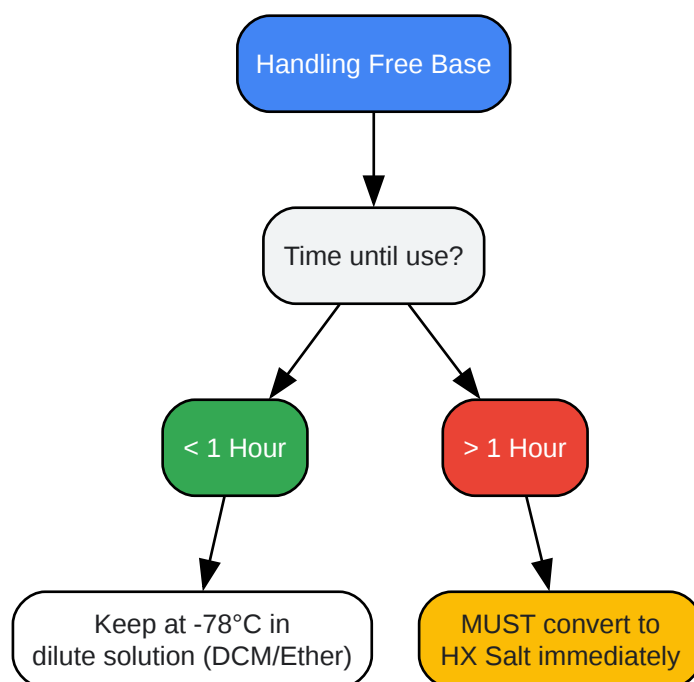 Handling Free Base
Time until use?
< 1 Hour
> 1 Hour
Keep at -78°C in
dilute solution (DCM/Ether)
MUST convert to
HX Salt immediately